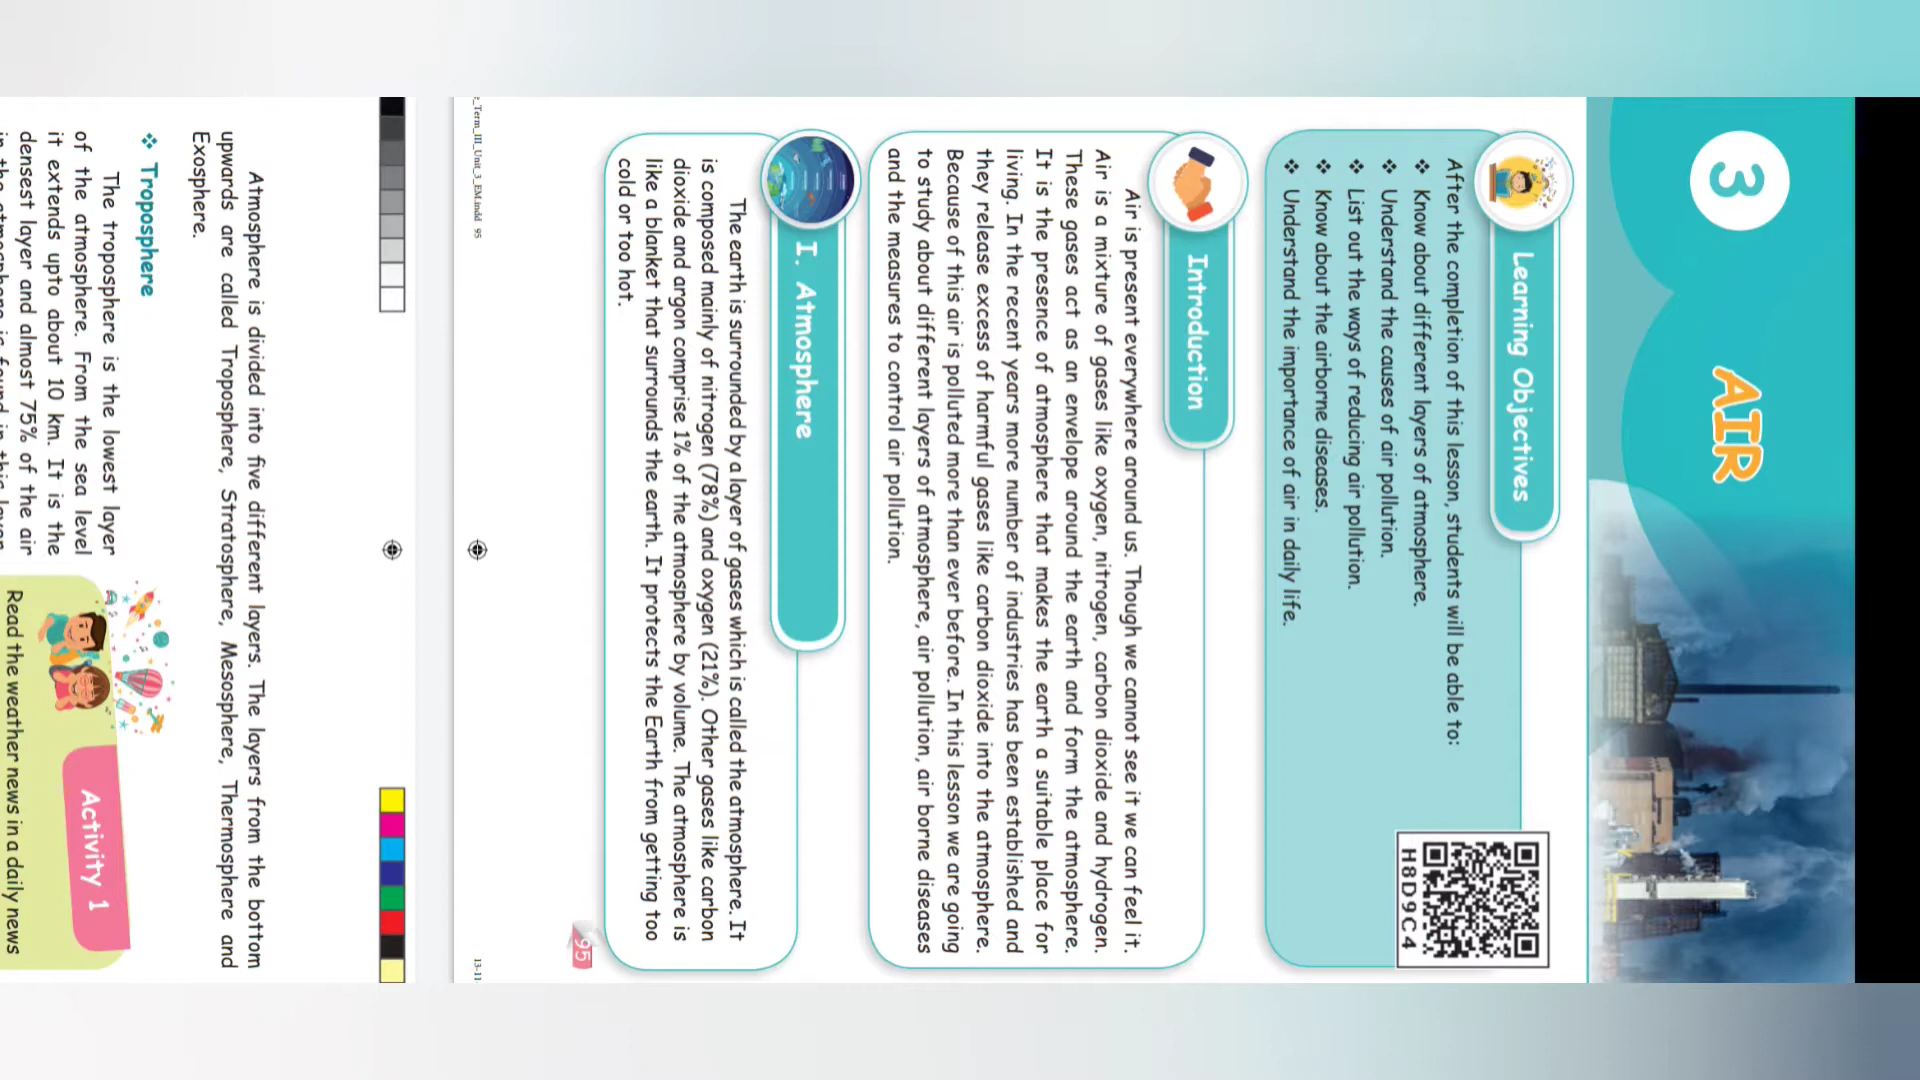 3
AIR
Learning Objectives
After the completion of this lesson, students will be able to:
❖ Know about different layers of atmosphere.
❖ Understand the causes of air pollution.
❖ List out the ways of reducing air pollution.
❖ Know about the airborne diseases.
❖ Understand the importance of air in daily life.
H8D9C4
Introduction
Air is present everywhere around us. Though we cannot see it we can feel it.
Air is a mixture of gases like oxygen, nitrogen, carbon dioxide and hydrogen.
These gases act as an envelope around the earth and form the atmosphere.
It is the presence of atmosphere that makes the earth a suitable place for
living. In the recent years more number of industries has been established and
they release excess of harmful gases like carbon dioxide into the atmosphere.
Because of this air is polluted more than ever before. In this lesson we are going
to study about different layers of atmosphere, air pollution, air borne diseases
and the measures to control air pollution.
I. Atmosphere
The earth is surrounded by a layer of gases which is called the atmosphere. It
is composed mainly of nitrogen (78%) and oxygen (21%). Other gases like carbon
dioxide and argon comprise 1% of the atmosphere by volume. The atmosphere is
like a blanket that surrounds the earth. It protects the Earth from getting too
cold or too hot.
95
_Term_III_Unit_3_EM.indd 95
13-11
Atmosphere is divided into five different layers. The layers from the bottom
upwards are called Troposphere, Stratosphere, Mesosphere, Thermosphere and
Exosphere.
❖ Troposphere
The troposphere is the lowest layer
of the atmosphere. From the sea level
it extends upto about 10 km. It is the
densest layer and almost 75% of the air
in the atmosphere is found in this layer
Activity 1
Read the weather news in a daily news